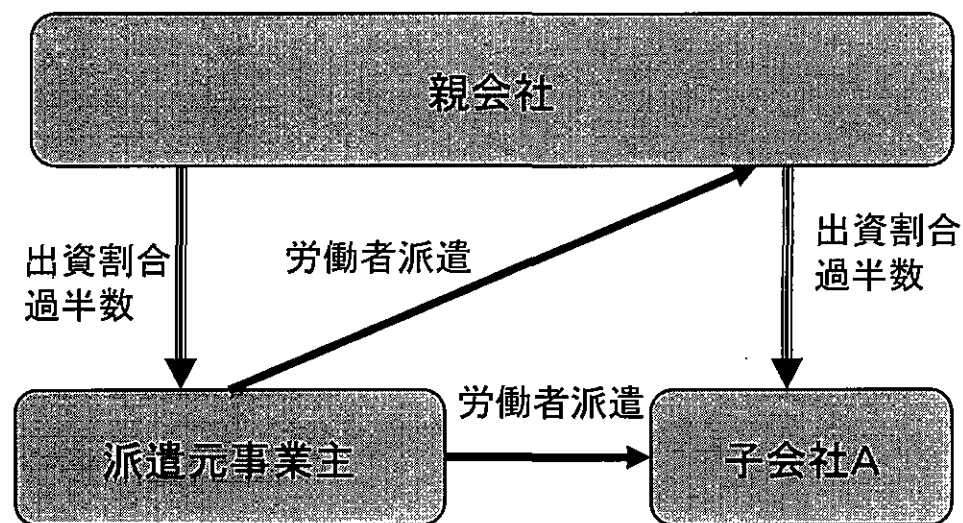 親会社
出資割合
過半数
労働者派遣
出資割合
過半数
労働者派遣
派遣元事業主
子会社A